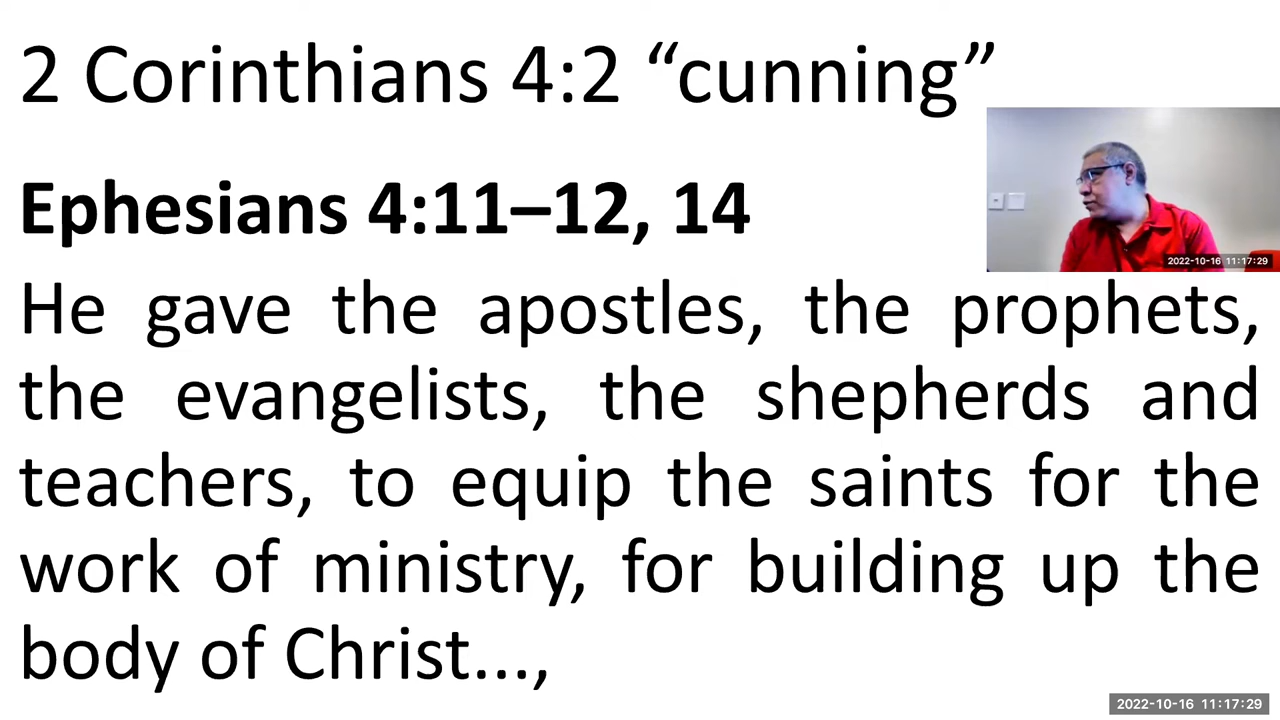 2 Corinthians 4:2 “cunning”
Ephesians 4:11–12, 14
He gave the apostles, the prophets,
the evangelists, the shepherds and
teachers, to equip the saints for the
work of ministry, for building up the
body of Christ...,
2022-10-16 11:17:29
2022-10-16 11:17:29